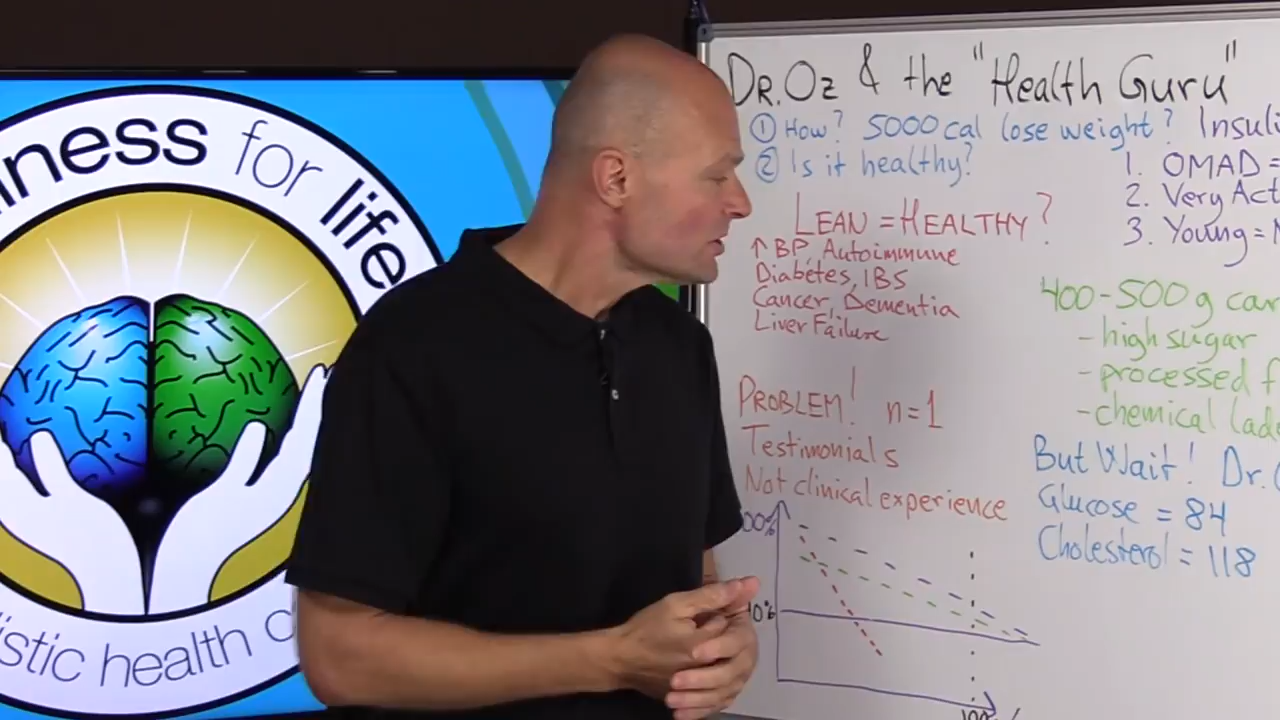 ness for life
istic health
Dr. Oz & the "Health Guru"
① How? 5000 cal lose weight?
② Is it healthy?
Insuli
1. OMAD =
2. Very Act
3. Young =
LEAN = HEALTHY?
↑ BP, Autoimmune
Diabetes, IBS
Cancer, Dementia
Liver Failure
400-500g car
- high sugar
- processed f
- chemical lad
PROBLEM! n=1
Testimonials
Not clinical experience
But Wait! Dr.
Glucose = 84
Cholesterol = 118
00%
40%
100